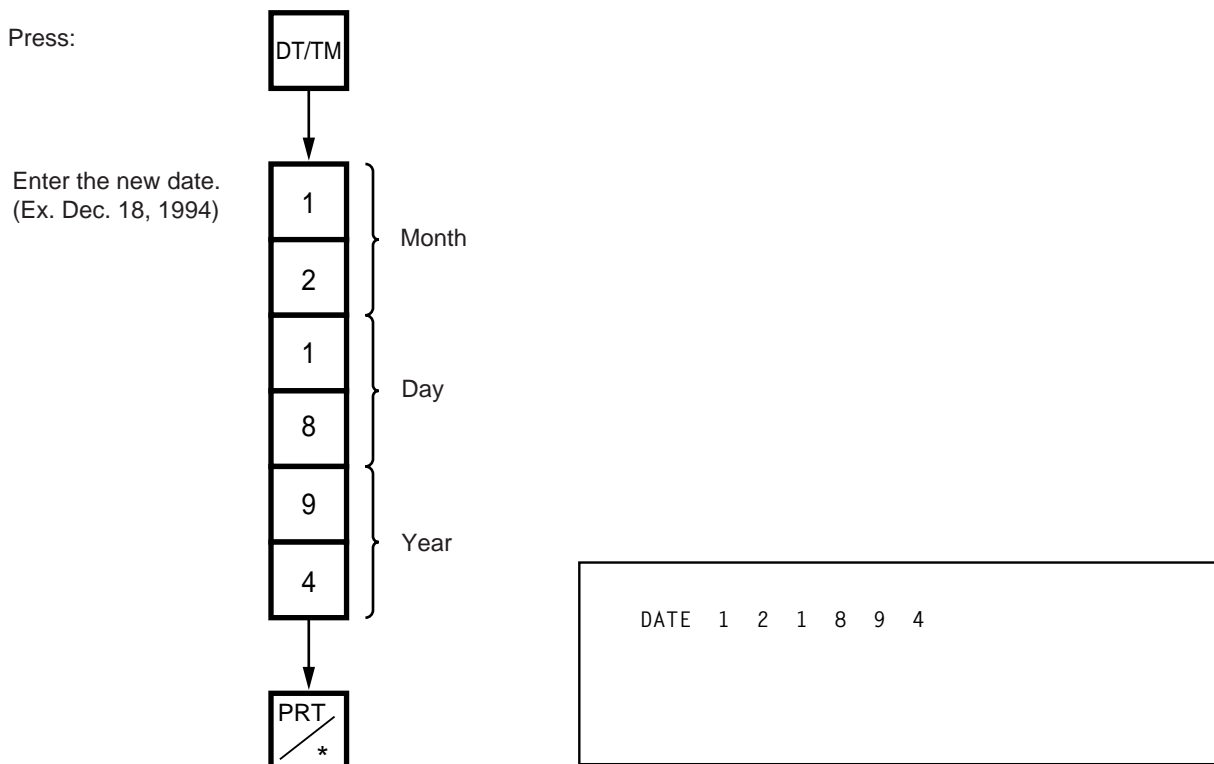 Press:
DT/TM
Enter the new date.
(Ex. Dec. 18, 1994)
1
2
Month
1
8
Day
9
4
Year
DATE 1 2 1 8 9 4
PRT
*